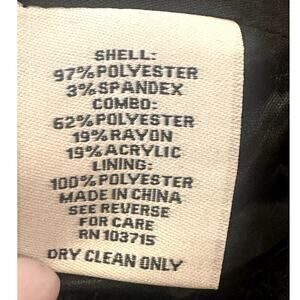 SHELL:
97% POLYESTER
3% SPANDEX
COMBO:
62% POLYESTER
19% RAYON
19% ACRYLIC
LINING:
100% POLYESTER
MADE IN CHINA
SEE REVERSE
FOR CARE
RN 103715
DRY CLEAN ONLY